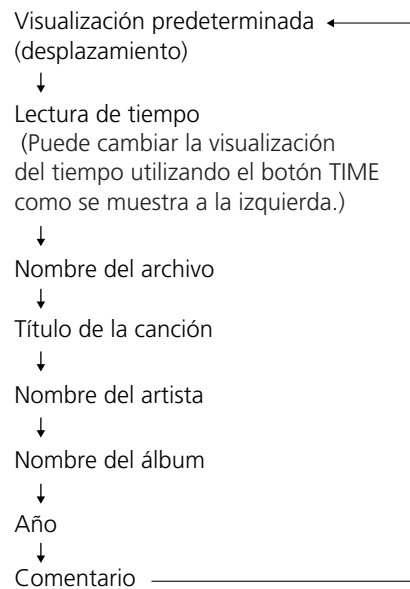 Visualización predeterminada
(desplazamiento)
Lectura de tiempo
(Puede cambiar la visualización
del tiempo utilizando el botón TIME
como se muestra a la izquierda.)
Nombre del archivo
Título de la canción
Nombre del artista
Nombre del álbum
Año
Comentario